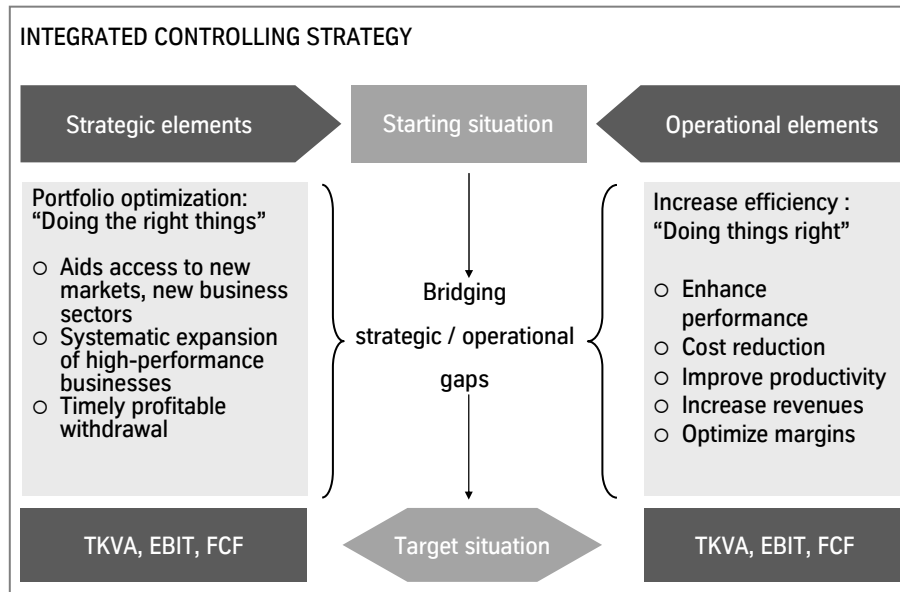 INTEGRATED CONTROLLING STRATEGY
Strategic elements
Starting situation
Operational elements
Portfolio optimization:
“Doing the right things”
○ Aids access to new
markets, new business
sectors
○ Systematic expansion
of high-performance
businesses
○ Timely profitable
withdrawal
Bridging
strategic / operational
gaps
Increase efficiency :
“Doing things right”
○ Enhance
performance
○ Cost reduction
○ Improve productivity
○ Increase revenues
○ Optimize margins
TKVA, EBIT, FCF
Target situation
TKVA, EBIT, FCF